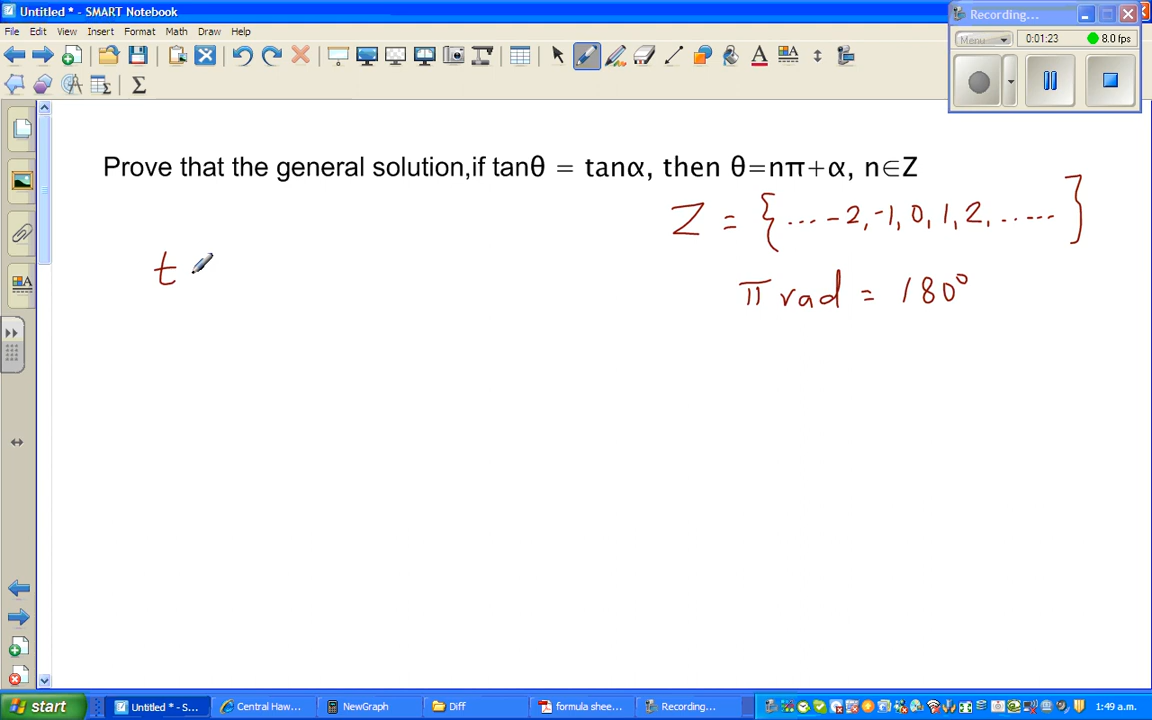 Untitled * - SMART Notebook
Recording...
File Edit View Insert Format Math Draw Help
Menu 0:01:23 8.0 fps
Prove that the general solution,if tanθ = tanα, then θ=nπ+α, n∈Z
Z = {.... -2, -1, 0, 1, 2, ......}
t
π rad = 180°
start Untitled * - S... Central Haw... NewGraph Diff formula shee... Recording... 1:49 a.m.